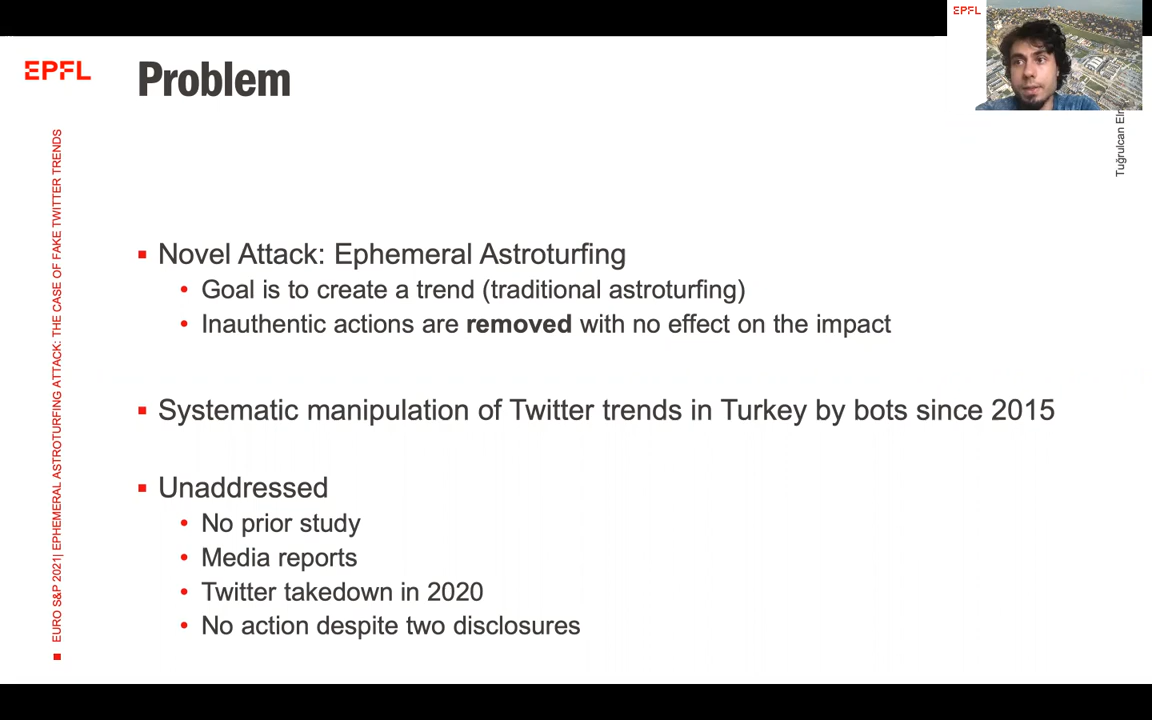 EPFL
EPFL
Problem
Tuğrulcan
EURO S&P 2021| EPHEMERAL ASTROTURFING ATTACK: THE CASE OF FAKE TWITTER TRENDS
Novel Attack: Ephemeral Astroturfing
Goal is to create a trend (traditional astroturfing)
Inauthentic actions are removed with no effect on the impact
Systematic manipulation of Twitter trends in Turkey by bots since 2015
Unaddressed
No prior study
Media reports
Twitter takedown in 2020
No action despite two disclosures